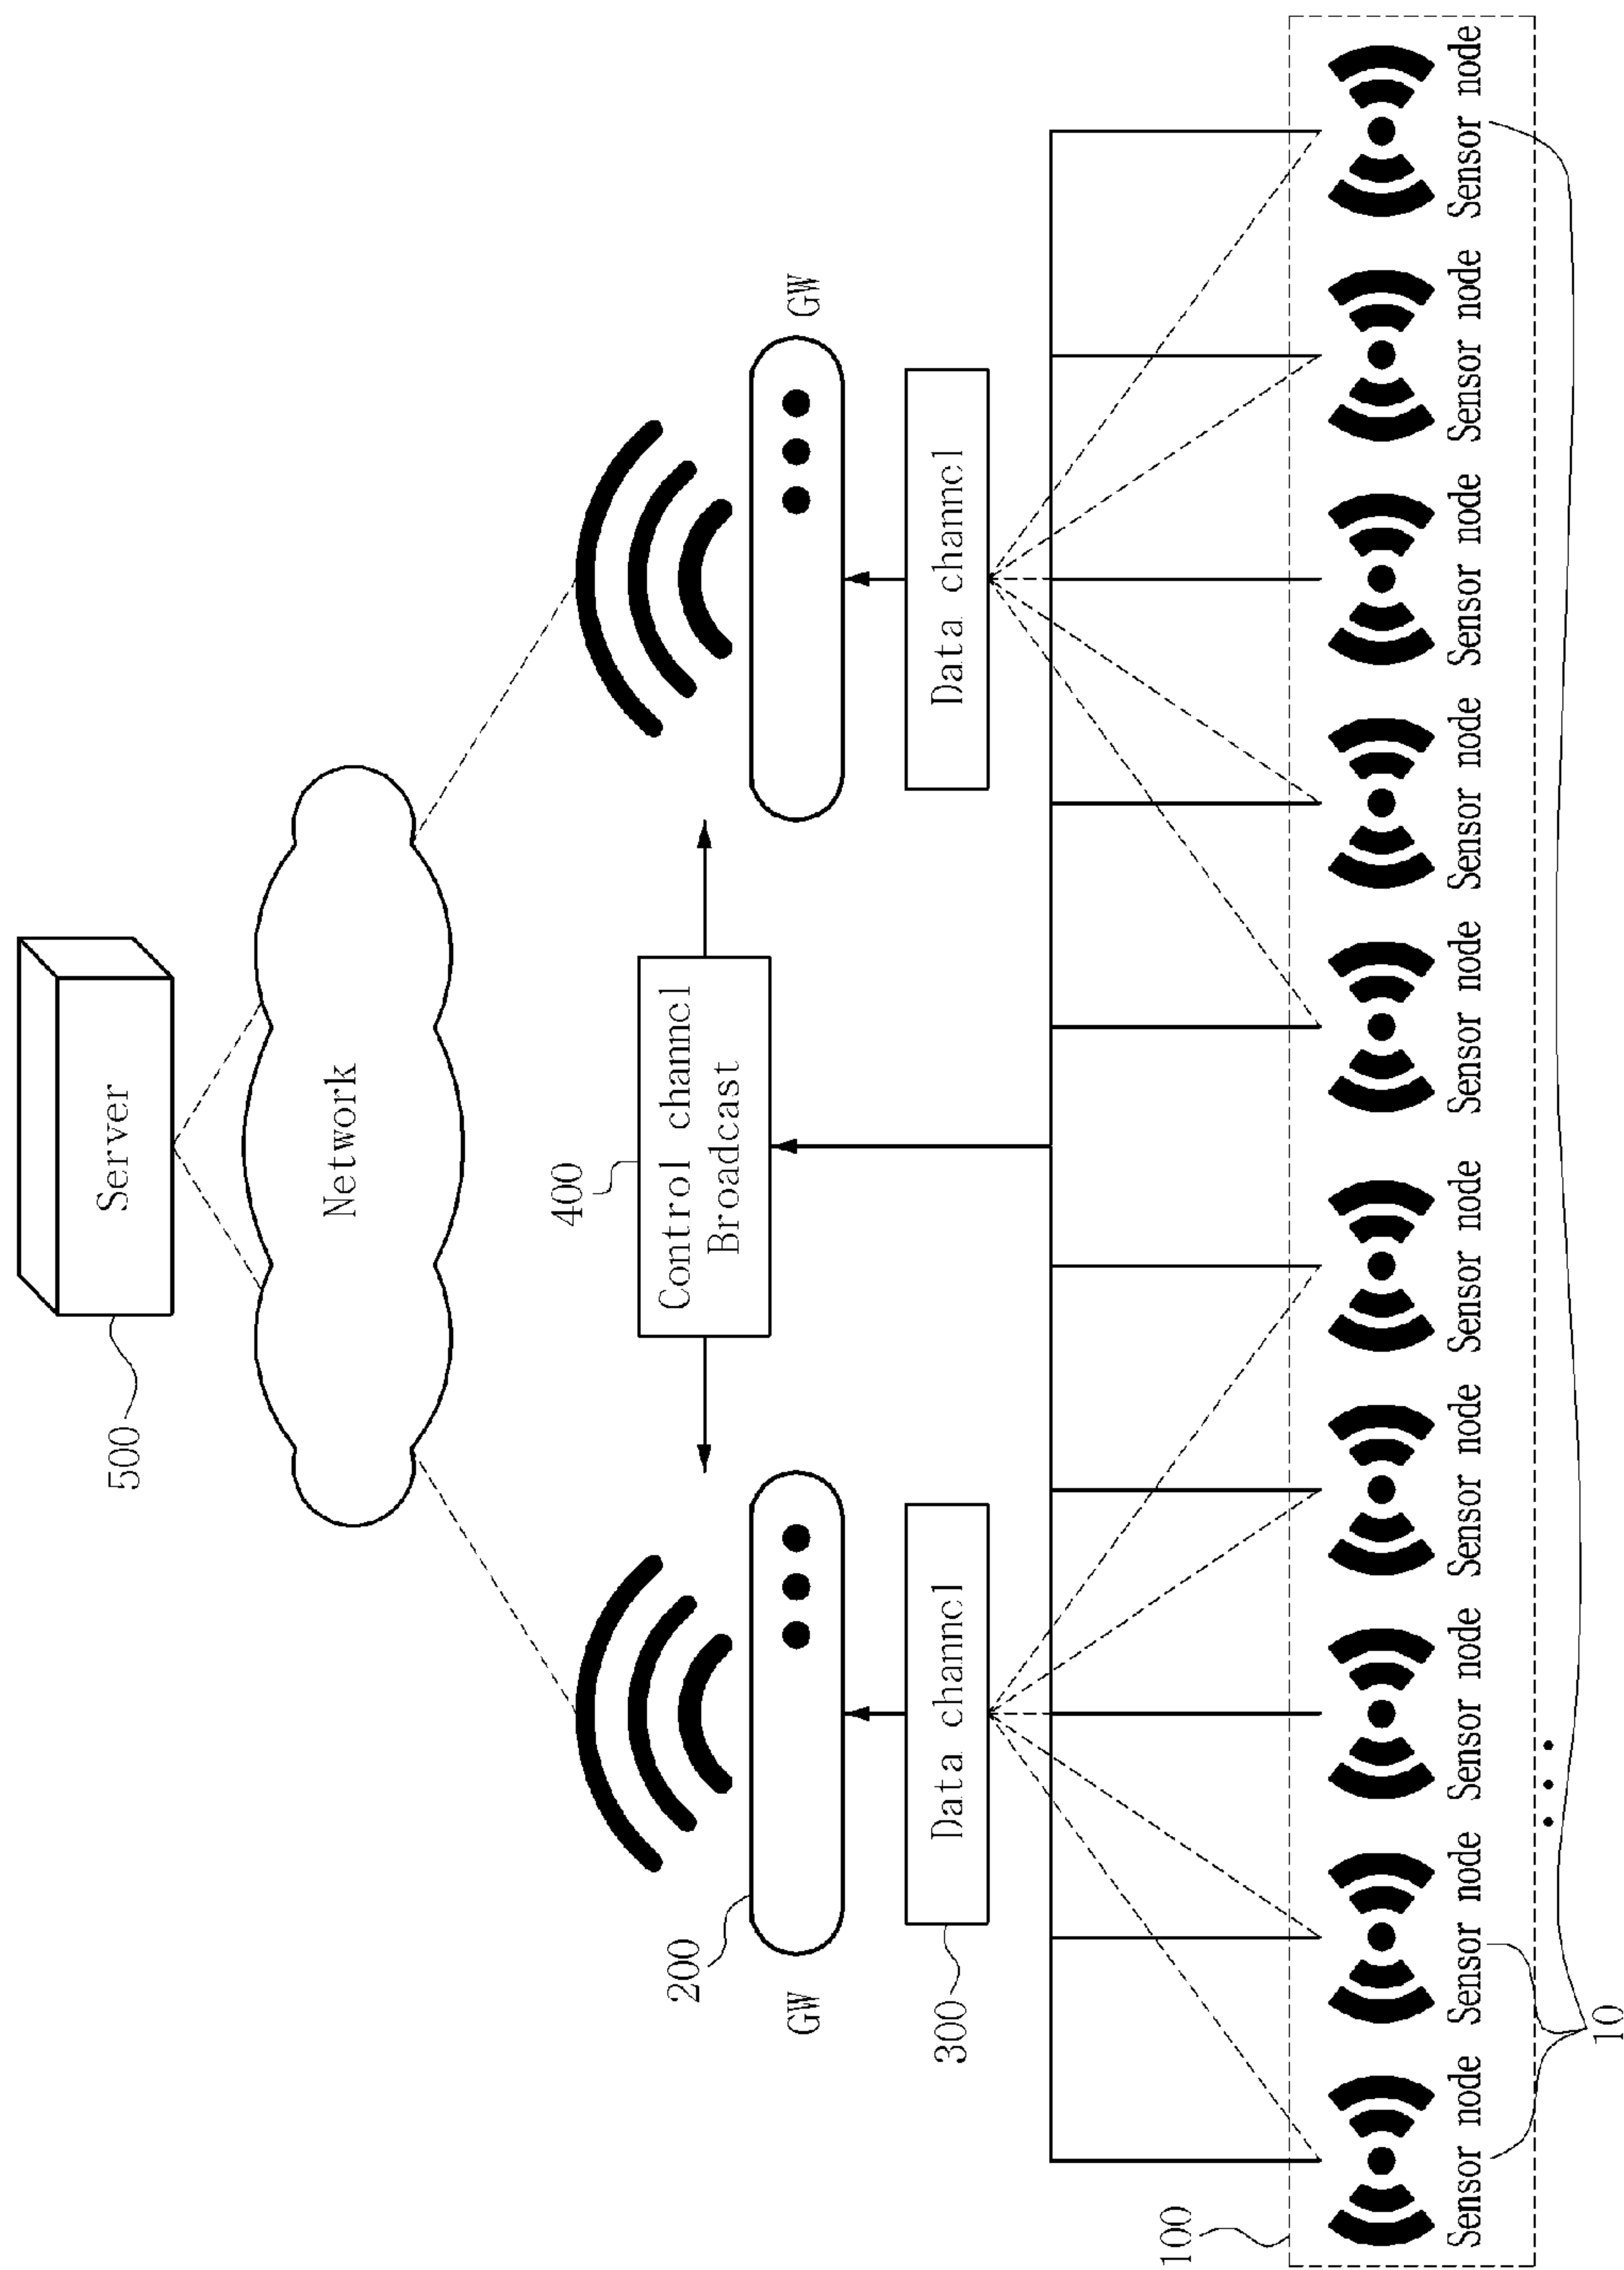 Server
500
Network
400
Control channel
Broadcast
200
GW
GW
300
Data channel
Data channel
100
Sensor node
Sensor node
Sensor node
Sensor node
Sensor node
Sensor node
Sensor node
Sensor node
Sensor node
Sensor node
10